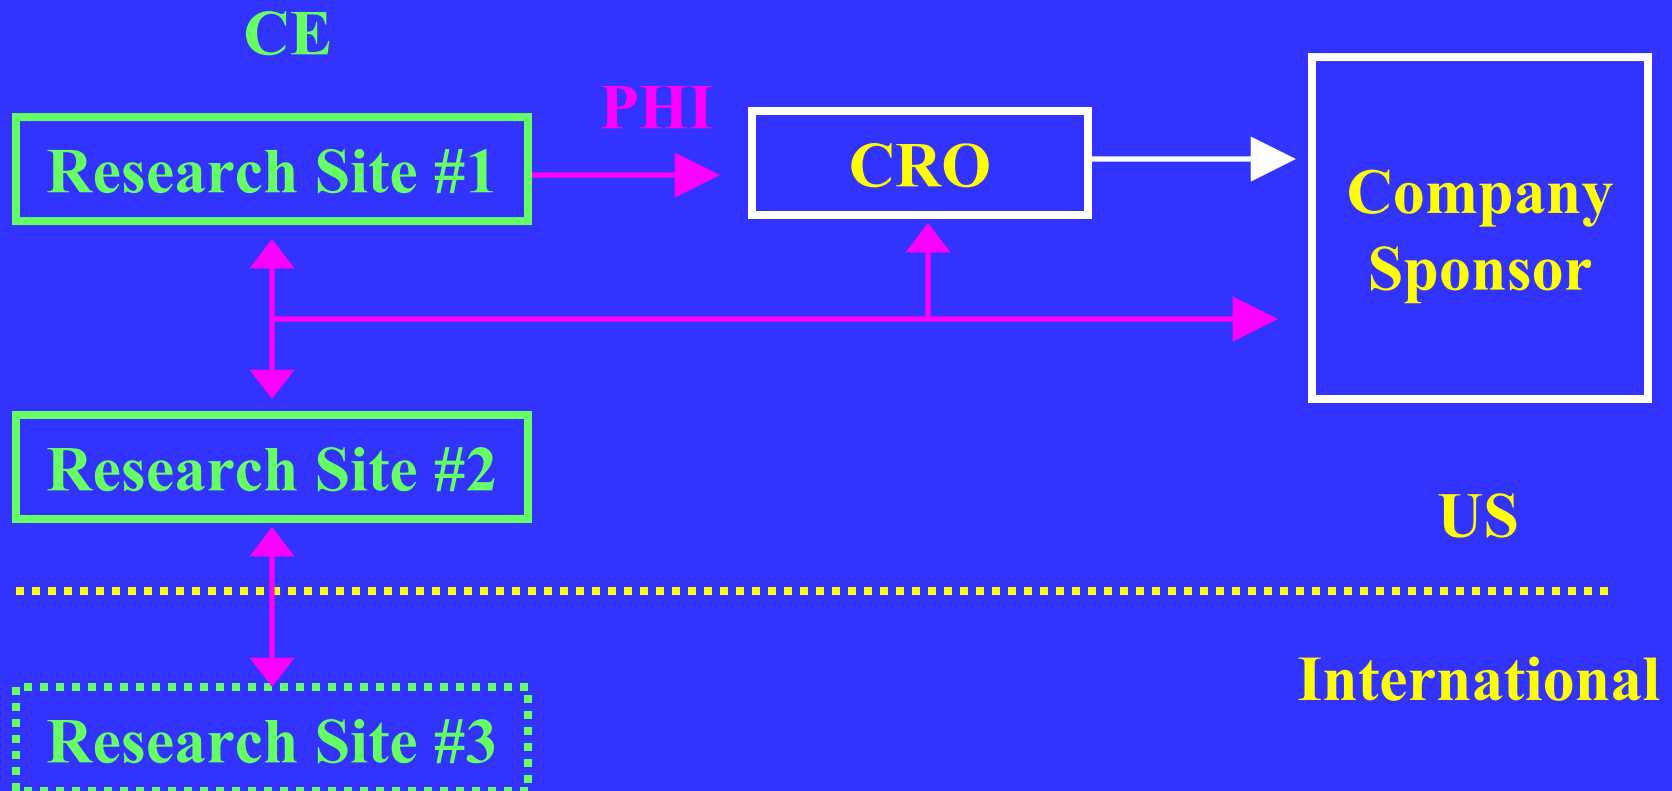 CE
PHI
Research Site #1
CRO
Company
Sponsor
Research Site #2
US
International
Research Site #3